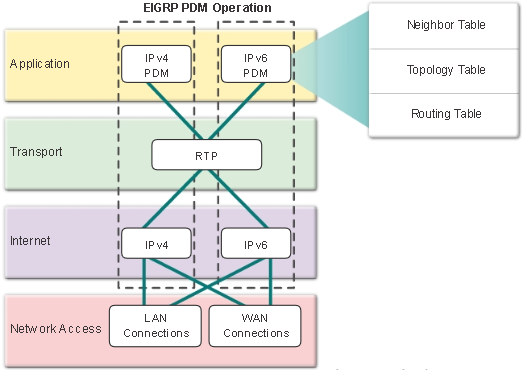 EIGRP PDM Operation
Application
IPv4
PDM
IPv6
PDM
Neighbor Table
Topology Table
Routing Table
Transport
RTP
Internet
IPv4
IPv6
Network Access
LAN
Connections
WAN
Connections